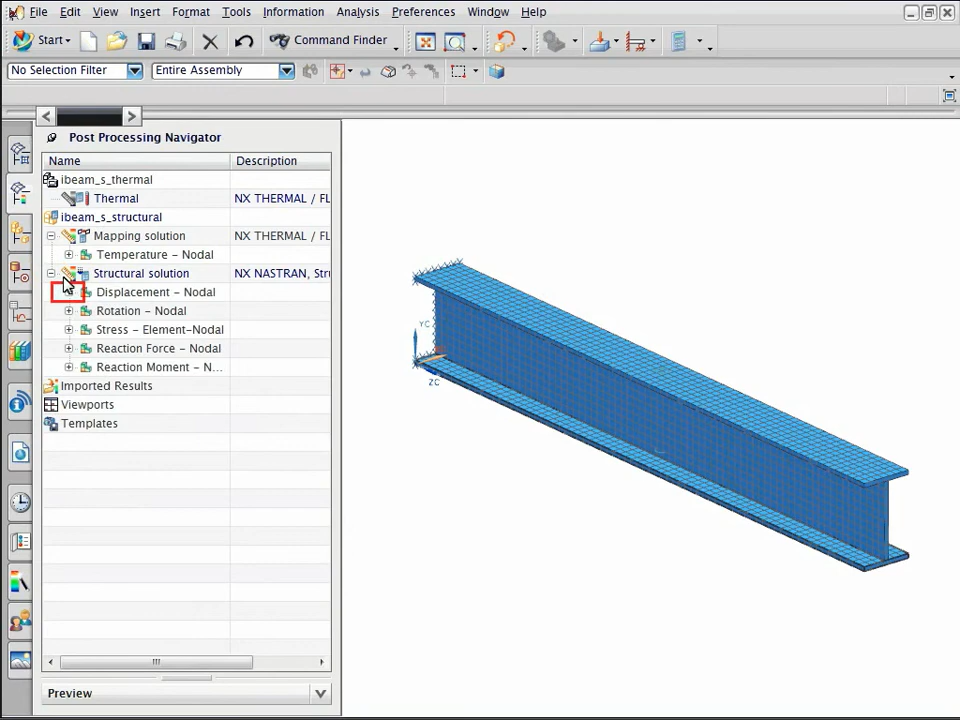 File Edit View Insert Format Tools Information Analysis Preferences Window Help
Start Command Finder
No Selection Filter Entire Assembly
Post Processing Navigator
Name Description
ibeam_s_thermal
Thermal NX THERMAL / FL
ibeam_s_structural
Mapping solution NX THERMAL / FL
Temperature - Nodal
Structural solution NX NASTRAN, Stru
Displacement - Nodal
Rotation - Nodal
Stress - Element-Nodal
Reaction Force - Nodal
Reaction Moment - N...
Imported Results
Viewports
Templates
YC
ZC
Preview